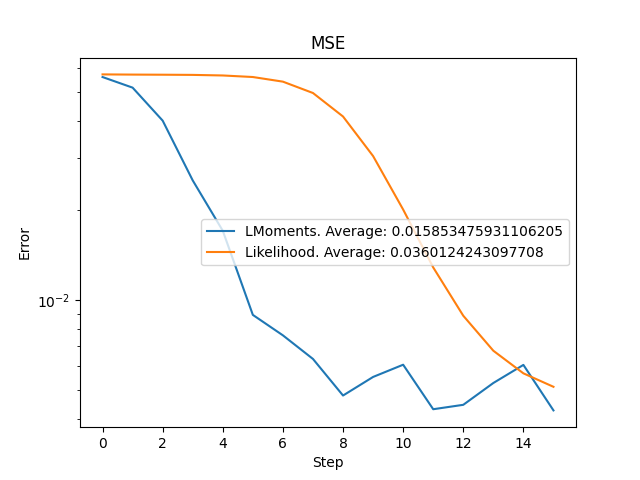 MSE
Error
10⁻²
LMoments. Average: 0.015853475931106205
Likelihood. Average: 0.0360124243097708
0 2 4 6 8 10 12 14
Step